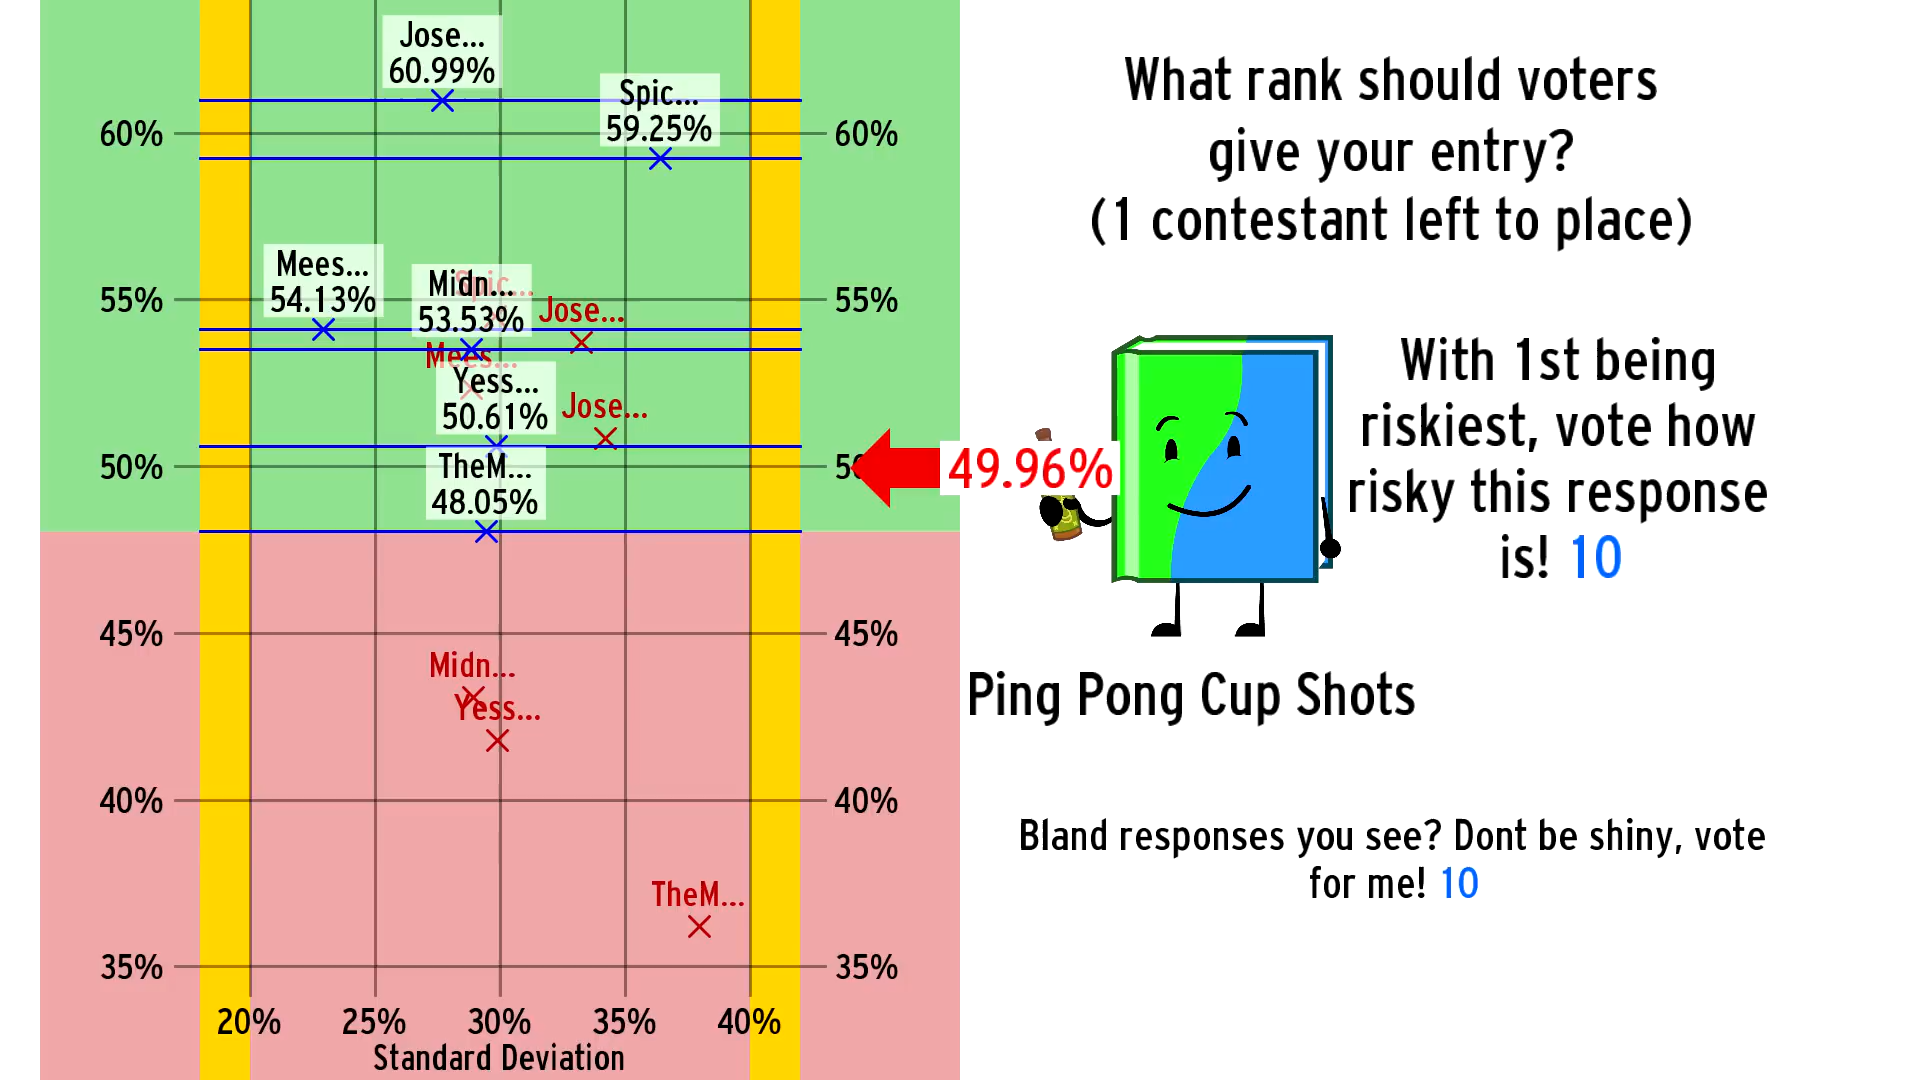 Jose...
60.99%
Spic...
59.25%
60%
60%
Mees...
54.13%
Midn...
53.53%
Spic...
Jose...
55%
55%
Mees...
Yess...
50.61%
Jose...
50%
TheM...
48.05%
49.96%
45%
45%
Midn...
Yess...
40%
40%
TheM...
35%
35%
20%
25%
30%
35%
40%
Standard Deviation
What rank should voters
give your entry?
(1 contestant left to place)
With 1st being
riskiest, vote how
risky this response
is! 10
Ping Pong Cup Shots
Bland responses you see? Dont be shiny, vote
for me! 10